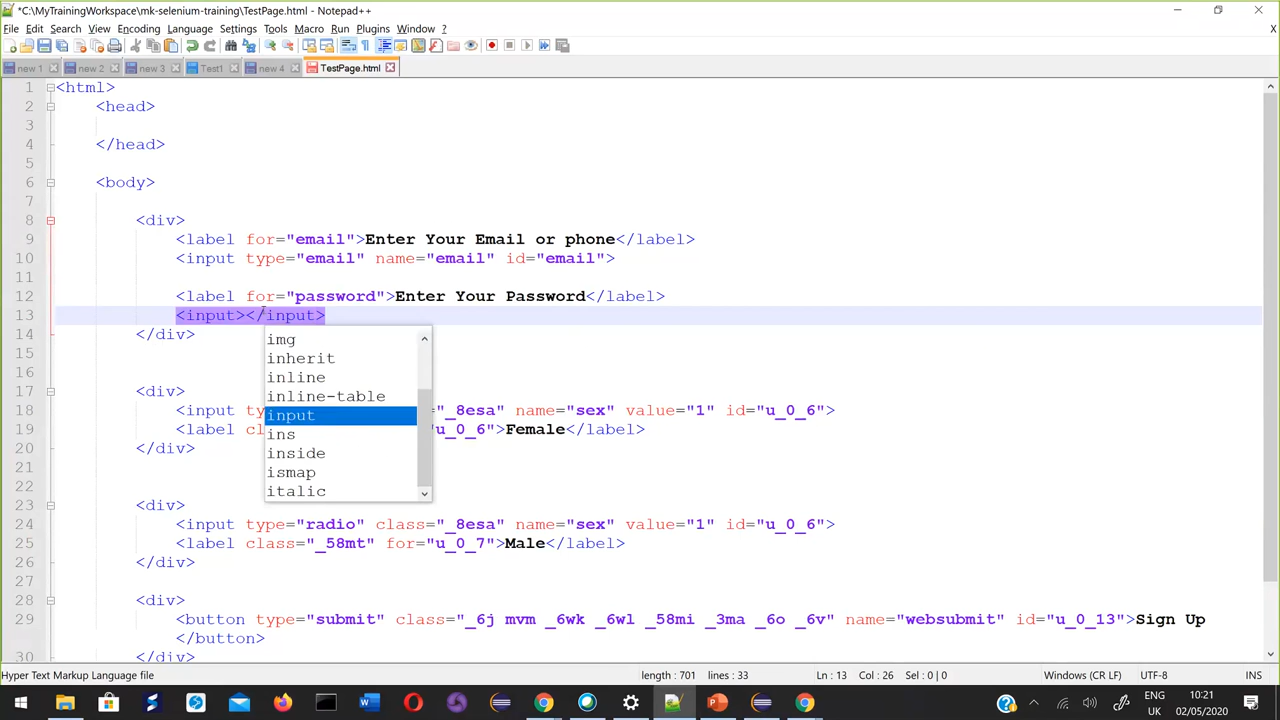 *C:\MyTrainingWorkspace\mk-selenium-training\TestPage.html - Notepad++
File Edit Search View Encoding Language Settings Tools Macro Run Plugins Window ? X
new 1 new 2 new 3 Test1 new 4 TestPage.html
1 <html>
2 <head>
3
4 </head>
5
6 <body>
7
8 <div>
9 <label for="email">Enter Your Email or phone</label>
10 <input type="email" name="email" id="email">
11
12 <label for="password">Enter Your Password</label>
13 <input></input>
14 </div>
img
15
inherit
16
inline
17 <div>
inline-table
18 <input ty ="_8esa" name="sex" value="1" id="u_0_6">
input
19 <label cl "u_0_6">Female</label>
ins
20 </div>
inside
21
ismap
22
italic
23 <div>
24 <input type="radio" class="_8esa" name="sex" value="1" id="u_0_6">
25 <label class="_58mt" for="u_0_7">Male</label>
26 </div>
27
28 <div>
29 <button type="submit" class="_6j mvm _6wk _6wl _58mi _3ma _6o _6v" name="websubmit" id="u_0_13">Sign Up
</button>
30 </div>
Hyper Text Markup Language file length : 701 lines : 33 Ln : 13 Col : 26 Sel : 0 | 0 Windows (CR LF) UTF-8 INS
ENG 10:21
UK 02/05/2020